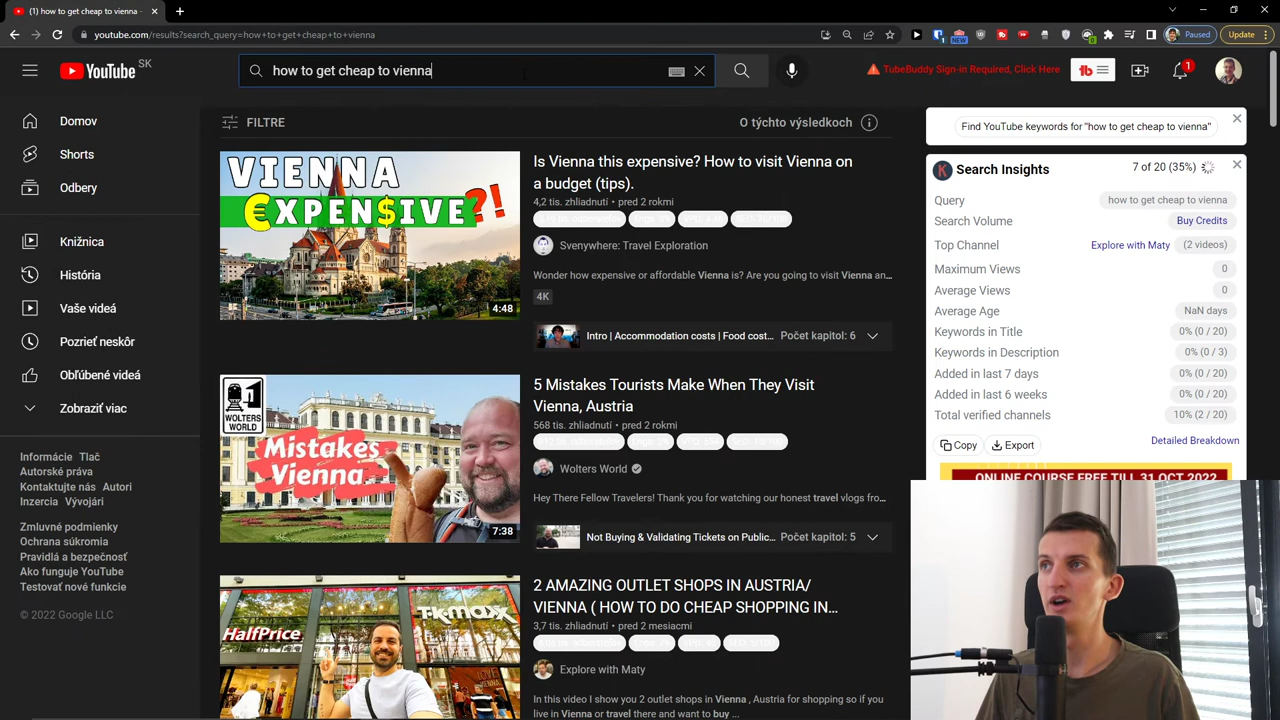 (1) how to get cheap to vienna -
youtube.com/results?search_query=how+to+get+cheap+to+vienna
NEW
Paused
Update
YouTube SK
how to get cheap to vienna
TubeBuddy Sign-in Required, Click Here
tb
1
Domov
Shorts
Odbery
Knižnica
História
Vaše videá
Pozrieť neskôr
Obľúbené videá
Zobraziť viac
Informácie Tlač
Autorské práva
Kontaktujte nás Autori
Inzercia Vývojári
Zmluvné podmienky
Ochrana súkromia
Pravidlá a bezpečnosť
Ako funguje YouTube
Testovať nové funkcie
© 2022 Google LLC
FILTRE
O týchto výsledkoch
VIENNA
€XPEN$IVE?!
4:48
Is Vienna this expensive? How to visit Vienna on
a budget (tips).
4,2 tis. zhliadnutí • pred 2 rokmi
Svenywhere: Travel Exploration
Wonder how expensive or affordable Vienna is? Are you going to visit Vienna an...
4K
Intro | Accommodation costs | Food cost... Počet kapitol: 6
WOLTERS
WORLD
Mistakes
Vienna.
7:38
5 Mistakes Tourists Make When They Visit
Vienna, Austria
568 tis. zhliadnutí • pred 2 rokmi
Wolters World
Hey There Fellow Travelers! Thank you for watching our honest travel vlogs fro...
Not Buying & Validating Tickets on Public... Počet kapitol: 5
HalfPrice
TK-maxx
2 AMAZING OUTLET SHOPS IN AUSTRIA/
VIENNA ( HOW TO DO CHEAP SHOPPING IN...
3,7 tis. zhliadnutí • pred 2 mesiacmi
Explore with Maty
In this video I show you 2 outlet shops in Vienna , Austria for shopping so if you
live in Vienna or travel there and want to buy ...
Find YouTube keywords for "how to get cheap to vienna"
K Search Insights 7 of 20 (35%)
Query how to get cheap to vienna
Search Volume Buy Credits
Top Channel Explore with Maty (2 videos)
Maximum Views 0
Average Views 0
Average Age NaN days
Keywords in Title 0% (0 / 20)
Keywords in Description 0% (0 / 3)
Added in last 7 days 0% (0 / 20)
Added in last 6 weeks 0% (0 / 20)
Total verified channels 10% (2 / 20)
Copy Export Detailed Breakdown
ONLINE COURSE FREE TILL 31 OCT 2022